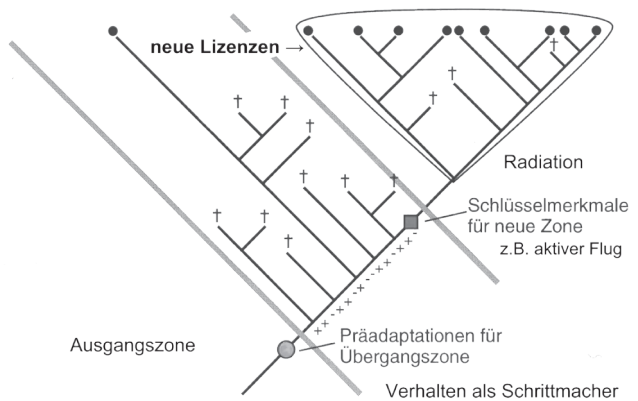 neue Lizenzen →
Radiation
Schlüsselmerkmale
für neue Zone
z.B. aktiver Flug
Präadaptationen für
Übergangszone
Ausgangszone
Verhalten als Schrittmacher